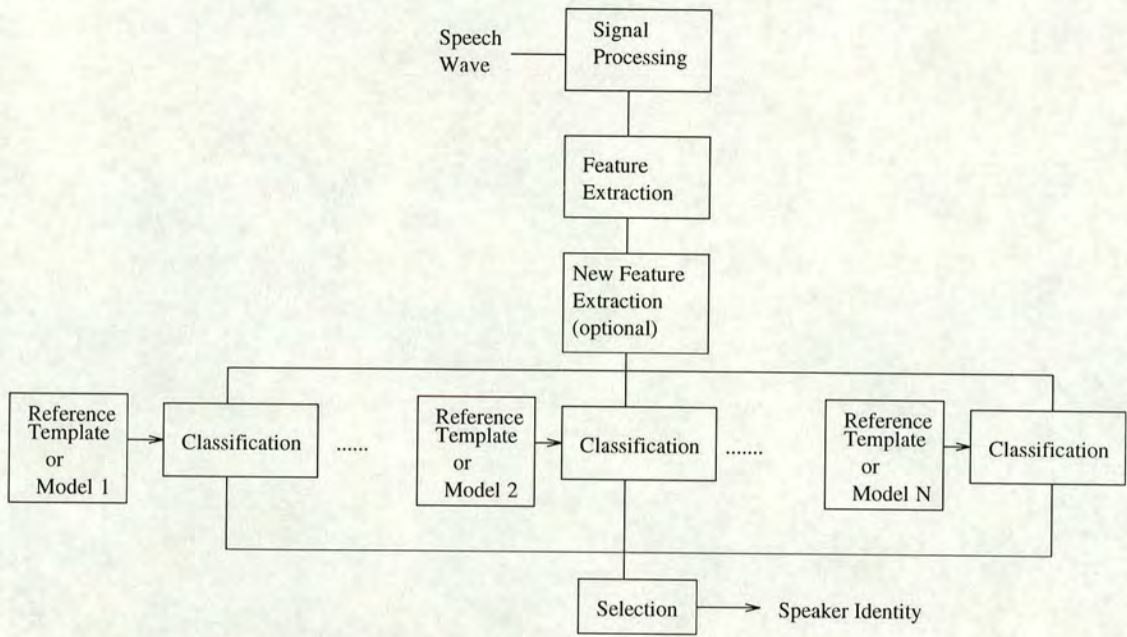 Speech
Wave
Signal
Processing
Feature
Extraction
New Feature
Extraction
(optional)
Reference
Template
or
Model 1
Classification
......
Reference
Template
or
Model 2
Classification
.......
Reference
Template
or
Model N
Classification
Selection
Speaker Identity